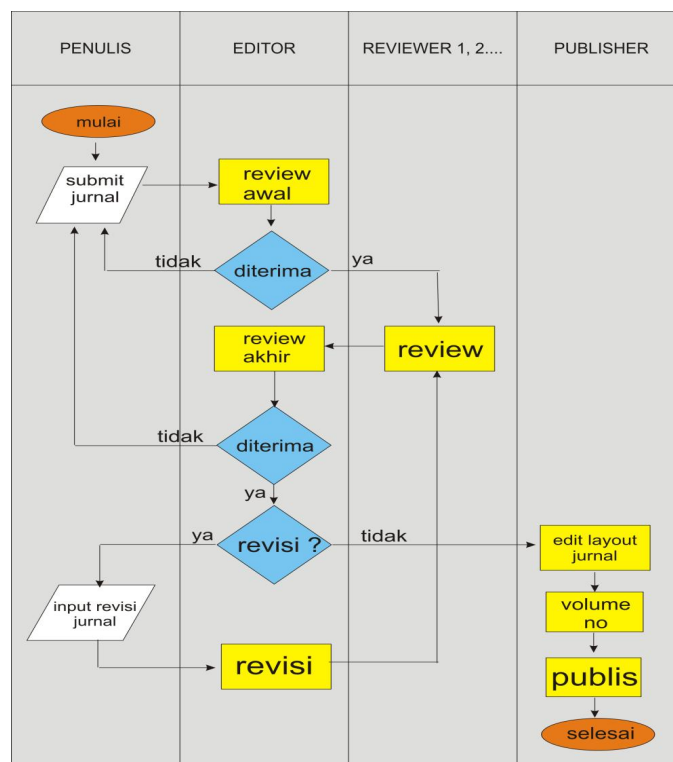 PENULIS
EDITOR
REVIEWER 1, 2....
PUBLISHER
mulai
submit
jurnal
review
awal
tidak
diterima
ya
review
akhir
review
tidak
diterima
ya
ya
revisi ?
tidak
edit layout
jurnal
input revisi
jurnal
volume
no
revisi
publis
selesai